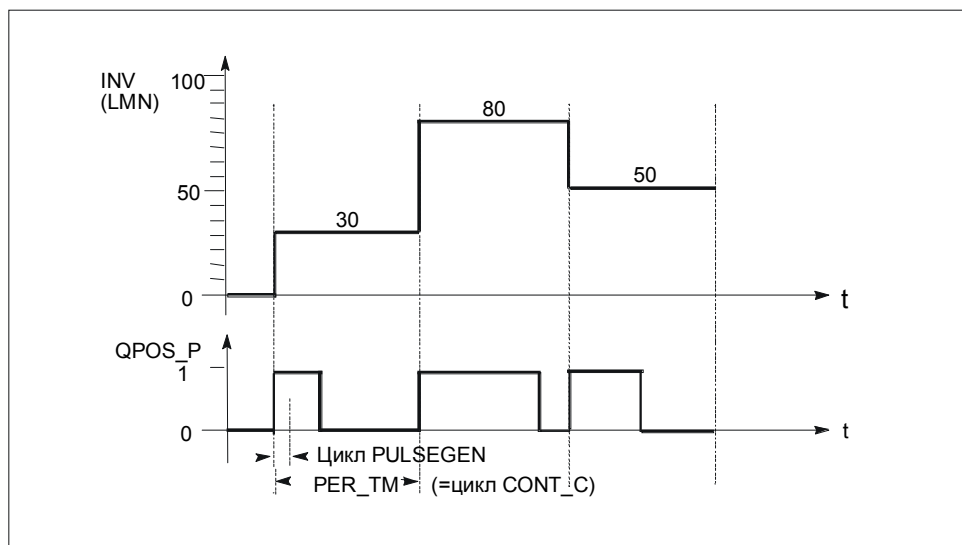 INV
(LMN)
100
80
50
50
30
0
t
QPOS_P
1
0
t
Цикл PULSEGEN
PER_TM (=цикл CONT_C)